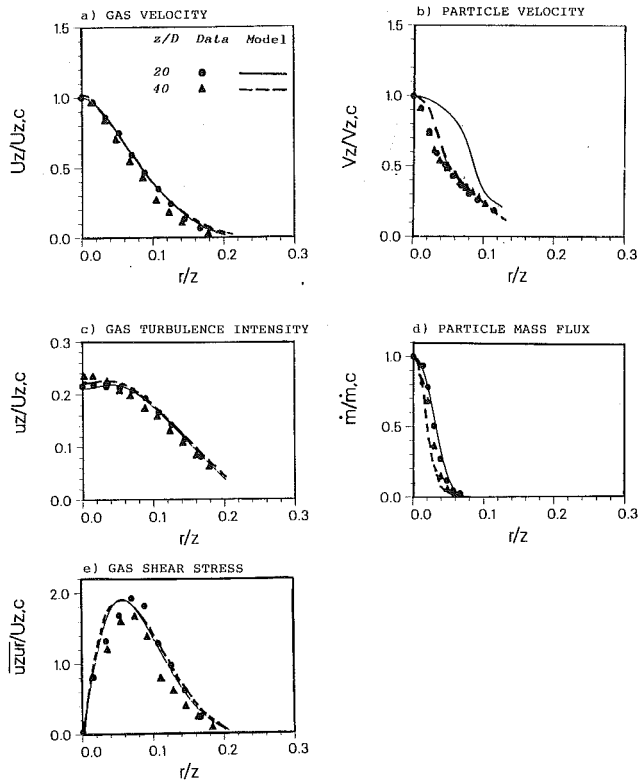 a) GAS VELOCITY
z/D Data Model
20
40
1.5
1.0
0.5
0.0
Uz/Uz,c
0.0 0.1 0.2 0.3
r/z
b) PARTICLE VELOCITY
1.5
1.0
0.5
0.0
Vz/Vz,c
0.0 0.1 0.2 0.3
r/z
c) GAS TURBULENCE INTENSITY
0.3
0.2
0.1
0.0
uz/Uz,c
0.0 0.1 0.2 0.3
r/z
d) PARTICLE MASS FLUX
1.0
0.5
0.0
ṁ/ṁ,c
0.0 0.1 0.2 0.3
r/z
e) GAS SHEAR STRESS
2.0
1.0
0.0
uzur/Uz,c
0.0 0.1 0.2 0.3
r/z